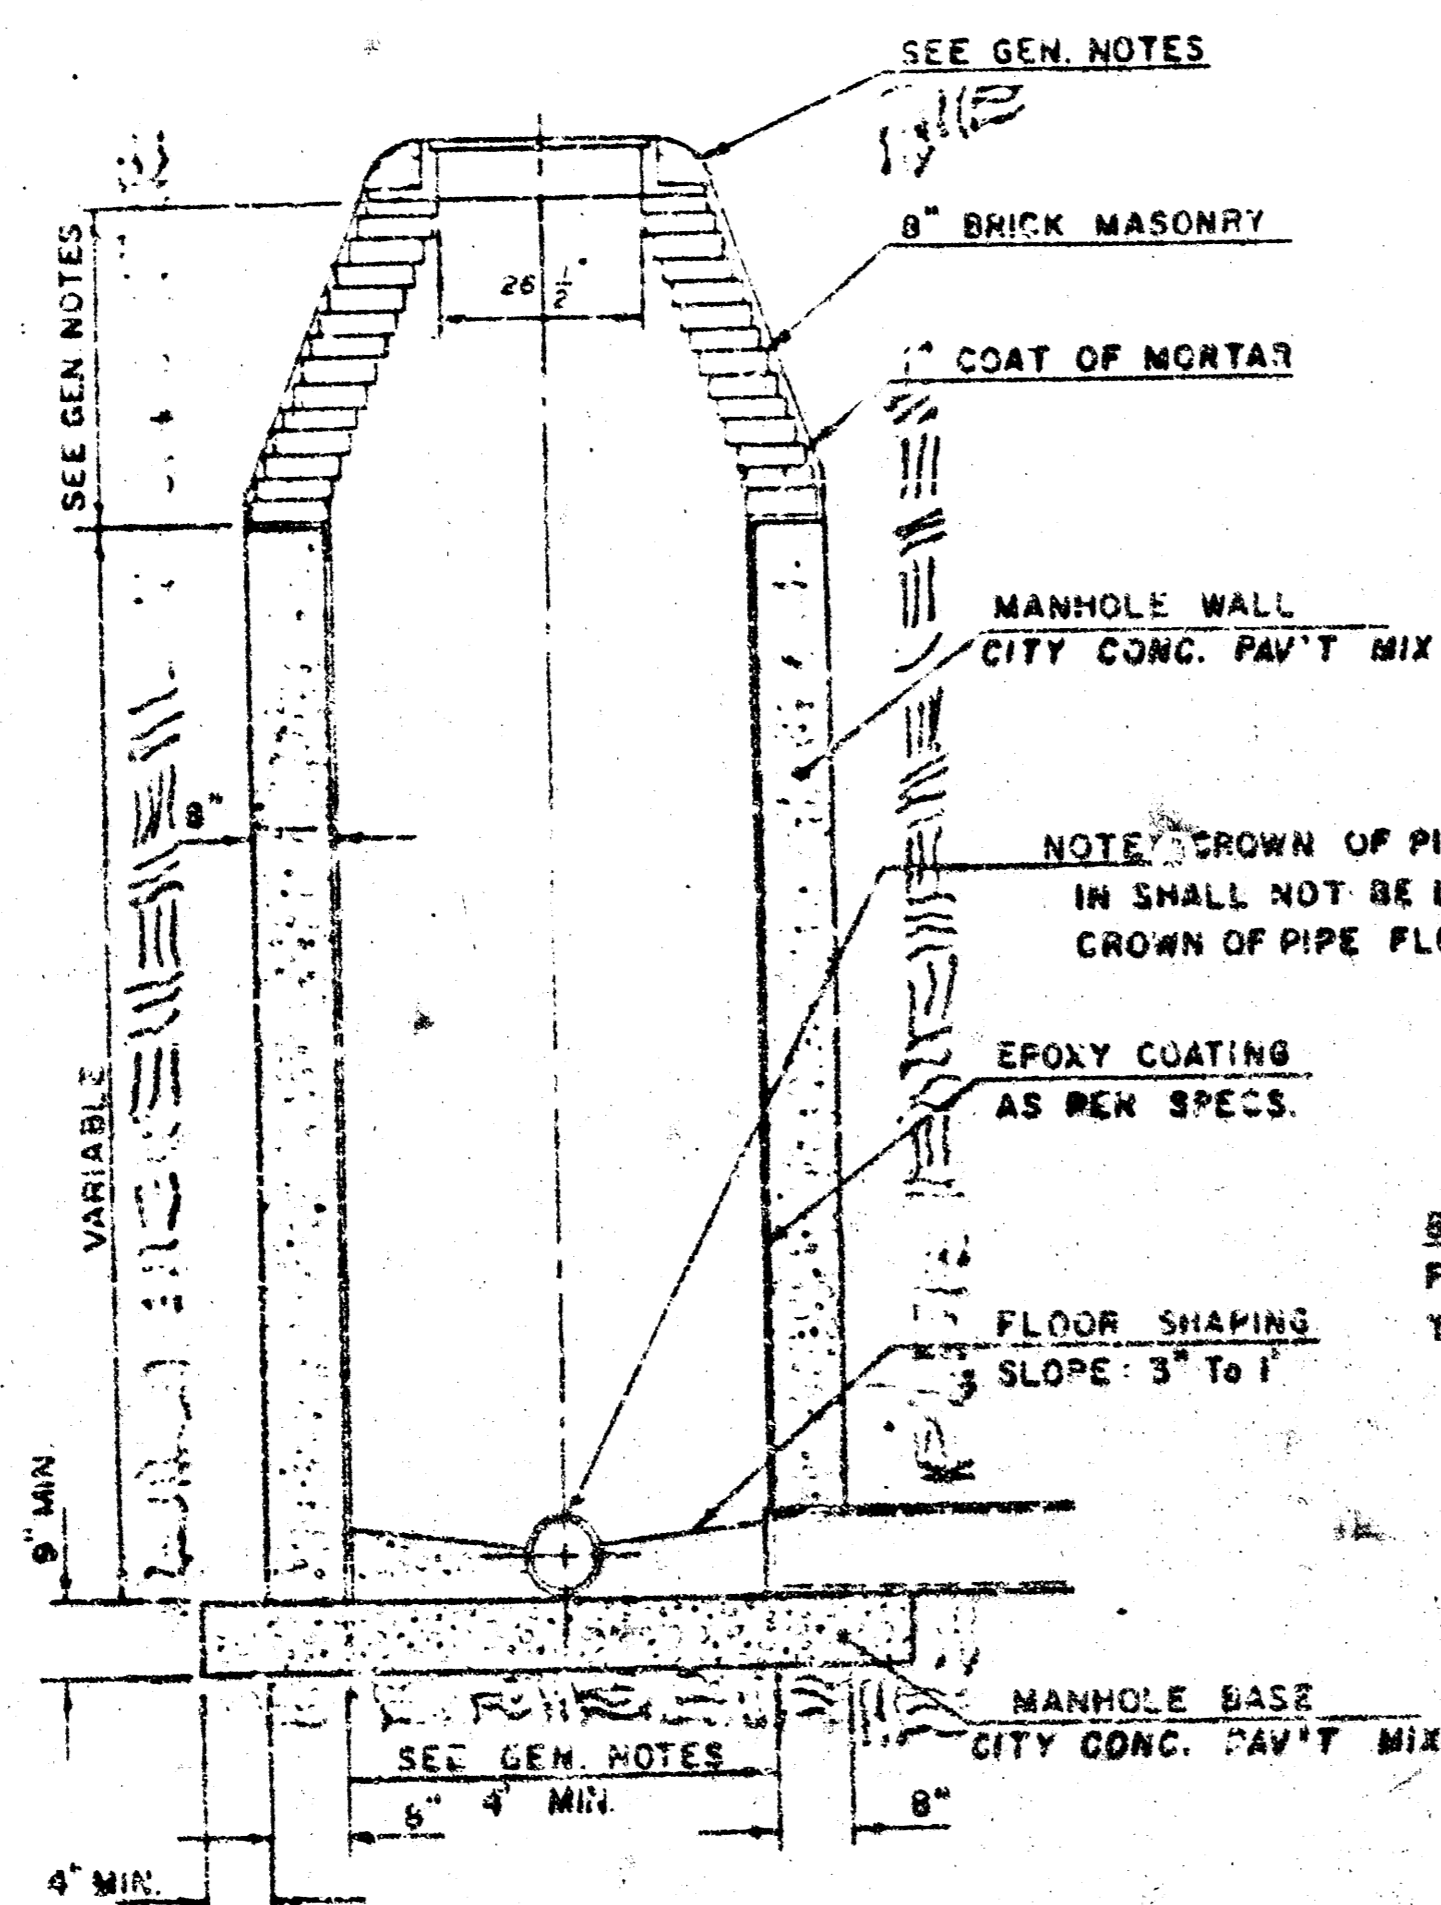 SEE GEN. NOTES
8" BRICK MASONRY
SEE GEN. NOTES
26 1/2"
1" COAT OF MORTAR
MANHOLE WALL
CITY CONC. PAV'T MIX
8"
NOTE: CROWN OF
IN SHALL NOT BE
CROWN OF PIPE
EPOXY COATING
AS PER SPECS.
VARIABLE
FLOOR SHAPING
SLOPE: 3" To 1'
9" MIN.
MANHOLE BASE
CITY CONC. PAV'T MIX
SEE GEN. NOTES
4' MIN.
8"
8"
4" MIN.